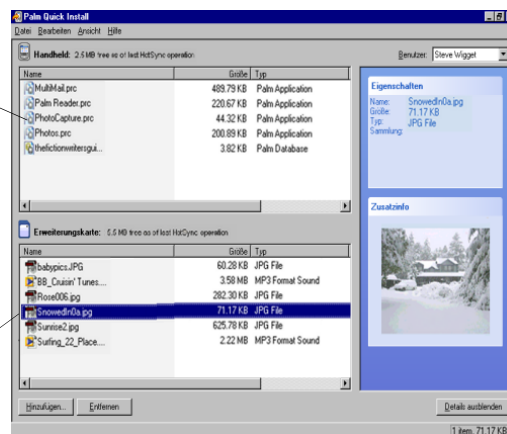 Palm Quick Install
Datei Bearbeiten Ansicht Hilfe
Handheld: 2.6 MB free as of last HotSync operation
Benutzer: Steve Wigget
Name Größe Typ
MultiMail.prc 489.79 KB Palm Application
Palm Reader.prc 220.67 KB Palm Application
PhotoCapture.prc 44.32 KB Palm Application
Photos.prc 200.89 KB Palm Application
thefictionwritersgui... 3.82 KB Palm Database
Eigenschaften
Name: SnowedIn0a.jpg
Größe: 71.17 KB
Typ: JPG File
Sammlung:
Erweiterungskarte: 6.5 MB free as of last HotSync operation
Name Größe Typ
babypics.JPG 60.28 KB JPG File
BB_Cruisin' Tunes.... 3.58 MB MP3 Format Sound
Rose006.jpg 282.30 KB JPG File
SnowedIn0a.jpg 71.17 KB JPG File
Sunrise2.jpg 625.78 KB JPG File
Surfing_22_Place.... 2.22 MB MP3 Format Sound
Zusatzinfo
Hinzufügen... Entfernen
Details ausblenden
1 item, 71.17 KB